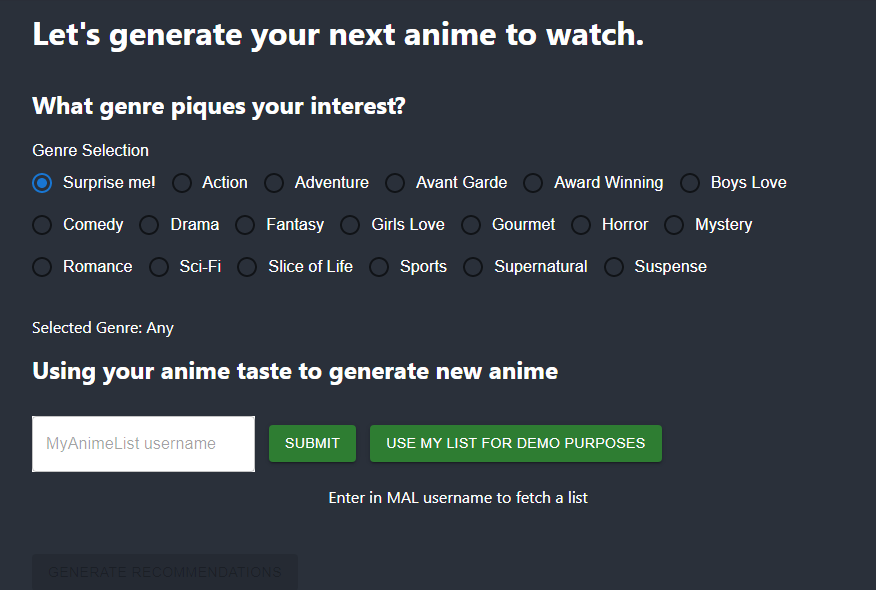 Let's generate your next anime to watch.
What genre piques your interest?
Genre Selection
Surprise me! Action Adventure Avant Garde Award Winning Boys Love
Comedy Drama Fantasy Girls Love Gourmet Horror Mystery
Romance Sci-Fi Slice of Life Sports Supernatural Suspense
Selected Genre: Any
Using your anime taste to generate new anime
MyAnimeList username SUBMIT USE MY LIST FOR DEMO PURPOSES
Enter in MAL username to fetch a list
GENERATE RECOMMENDATIONS